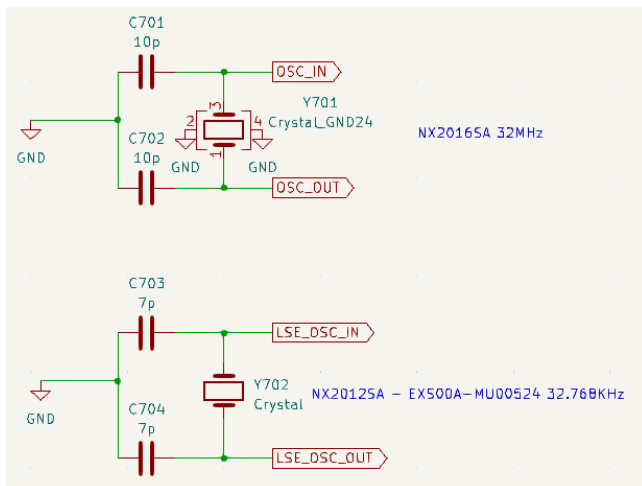 C701
10p
OSC_IN
Y701
Crystal_GND24
3
2
4
1
GND
GND
GND
NX2016SA 32MHz
C702
10p
OSC_OUT
C703
7p
LSE_OSC_IN
Y702
Crystal
NX2012SA - EXS00A-MU00524 32.768KHz
GND
C704
7p
LSE_OSC_OUT